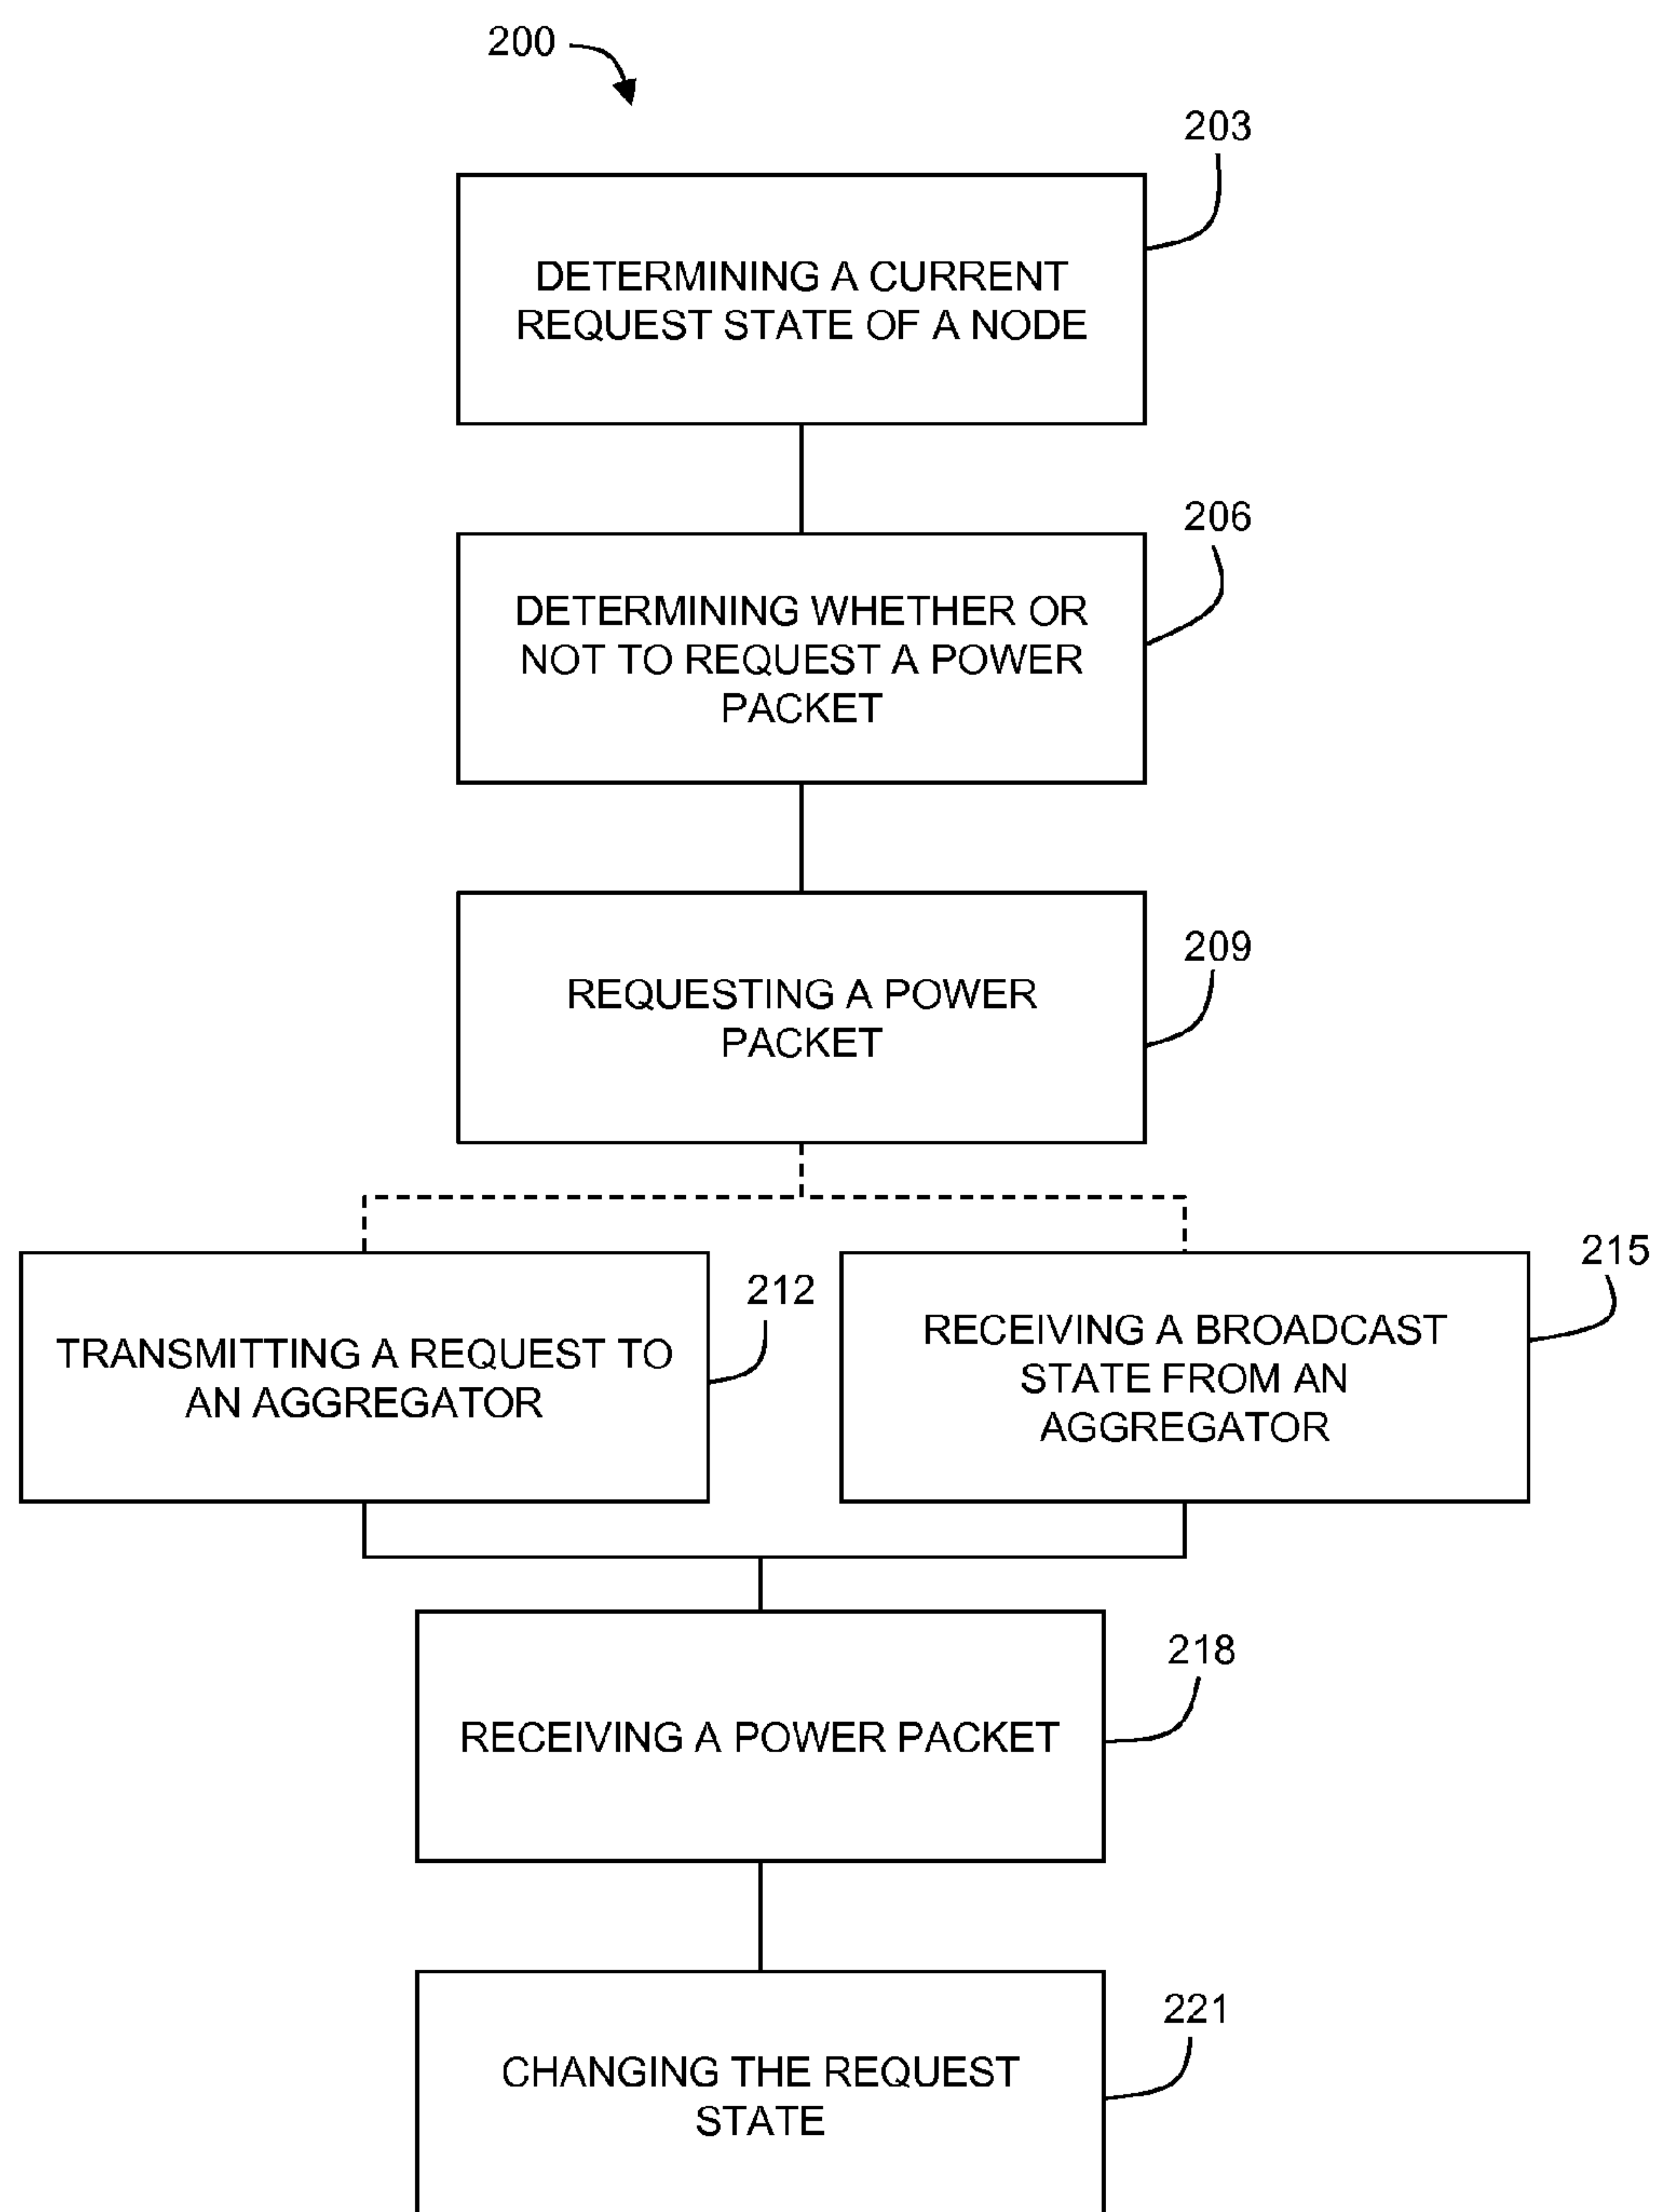 200
203
DETERMINING A CURRENT
REQUEST STATE OF A NODE
206
DETERMINING WHETHER OR
NOT TO REQUEST A POWER
PACKET
209
REQUESTING A POWER
PACKET
212
TRANSMITTING A REQUEST TO
AN AGGREGATOR
215
RECEIVING A BROADCAST
STATE FROM AN
AGGREGATOR
218
RECEIVING A POWER PACKET
221
CHANGING THE REQUEST
STATE